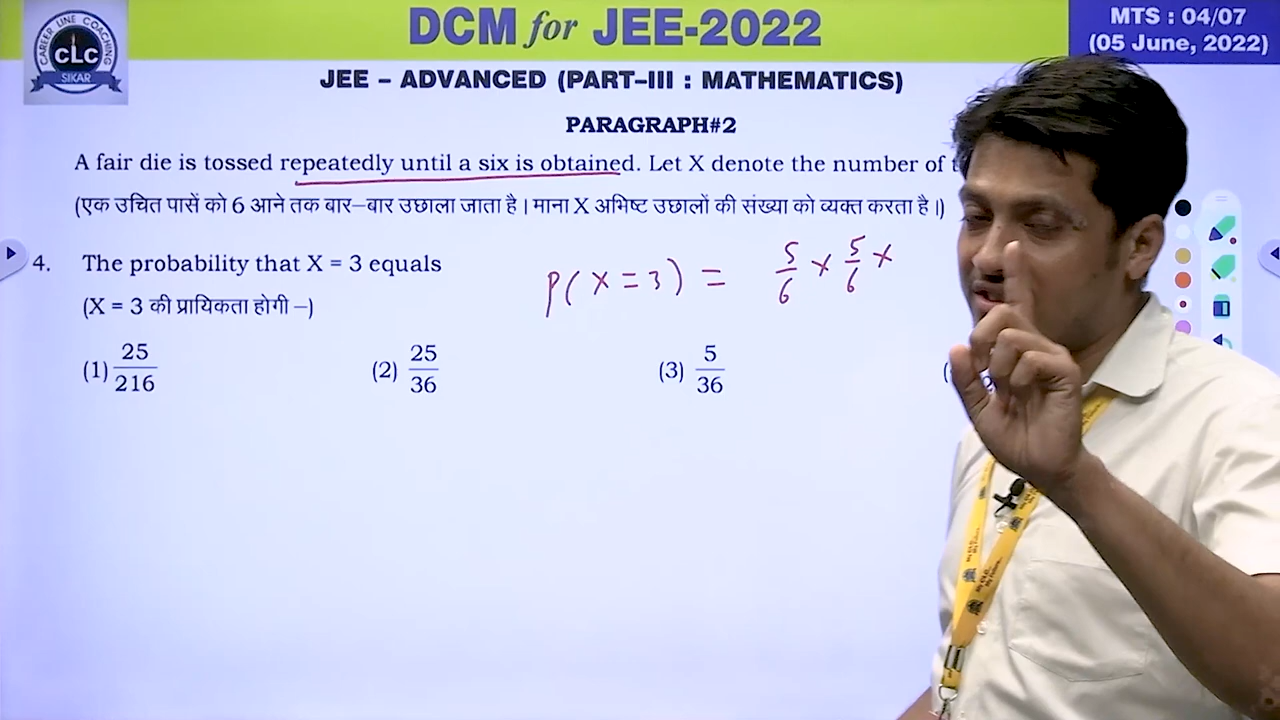 CAREER LINE COACHING
CLC
SIKAR
DCM for JEE-2022
MTS : 04/07
(05 June, 2022)
JEE – ADVANCED (PART–III : MATHEMATICS)
PARAGRAPH#2
A fair die is tossed repeatedly until a six is obtained. Let X denote the number of
(एक उचित पासें को 6 आने तक बार–बार उछाला जाता है। माना X अभिष्ट उछालों की संख्या को व्यक्त करता है।)
4. The probability that X = 3 equals
(X = 3 की प्रायिकता होगी –)
P(X=3) = 5/6 × 5/6 ×
(1) 25/216 (2) 25/36 (3) 5/36